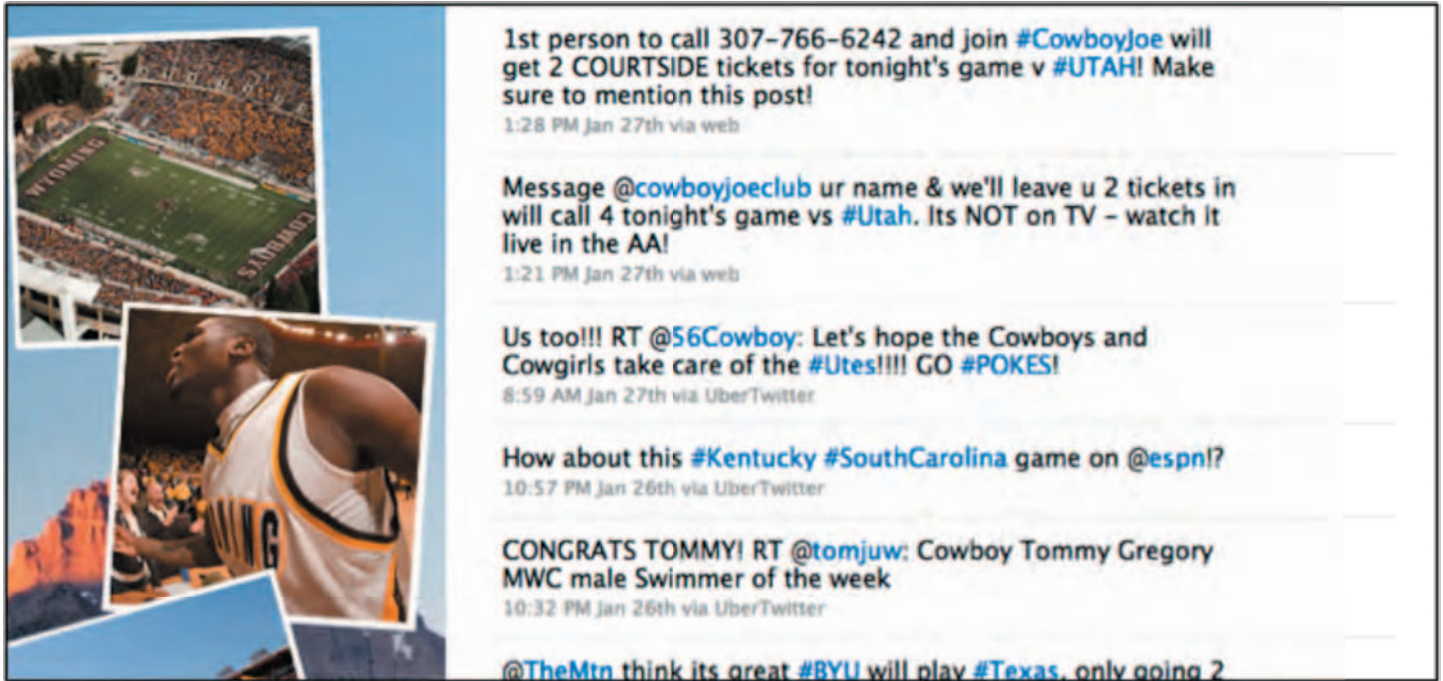 1st person to call 307-766-6242 and join #CowboyJoe will
get 2 COURTSIDE tickets for tonight's game v #UTAH! Make
sure to mention this post!
1:28 PM Jan 27th via web
Message @cowboyjoeclub ur name & we'll leave u 2 tickets in
will call 4 tonight's game vs #Utah. Its NOT on TV – watch it
live in the AA!
1:21 PM Jan 27th via web
Us too!!! RT @56Cowboy: Let's hope the Cowboys and
Cowgirls take care of the #Utes!!!! GO #POKES!
8:59 AM Jan 27th via UberTwitter
How about this #Kentucky #SouthCarolina game on @espn!?
10:57 PM Jan 26th via UberTwitter
CONGRATS TOMMY! RT @tomjuw: Cowboy Tommy Gregory
MWC male Swimmer of the week
10:32 PM Jan 26th via UberTwitter
@TheMtn think its great #BYU will play #Texas, only going 2
WYOMING
COWBOYS
MING